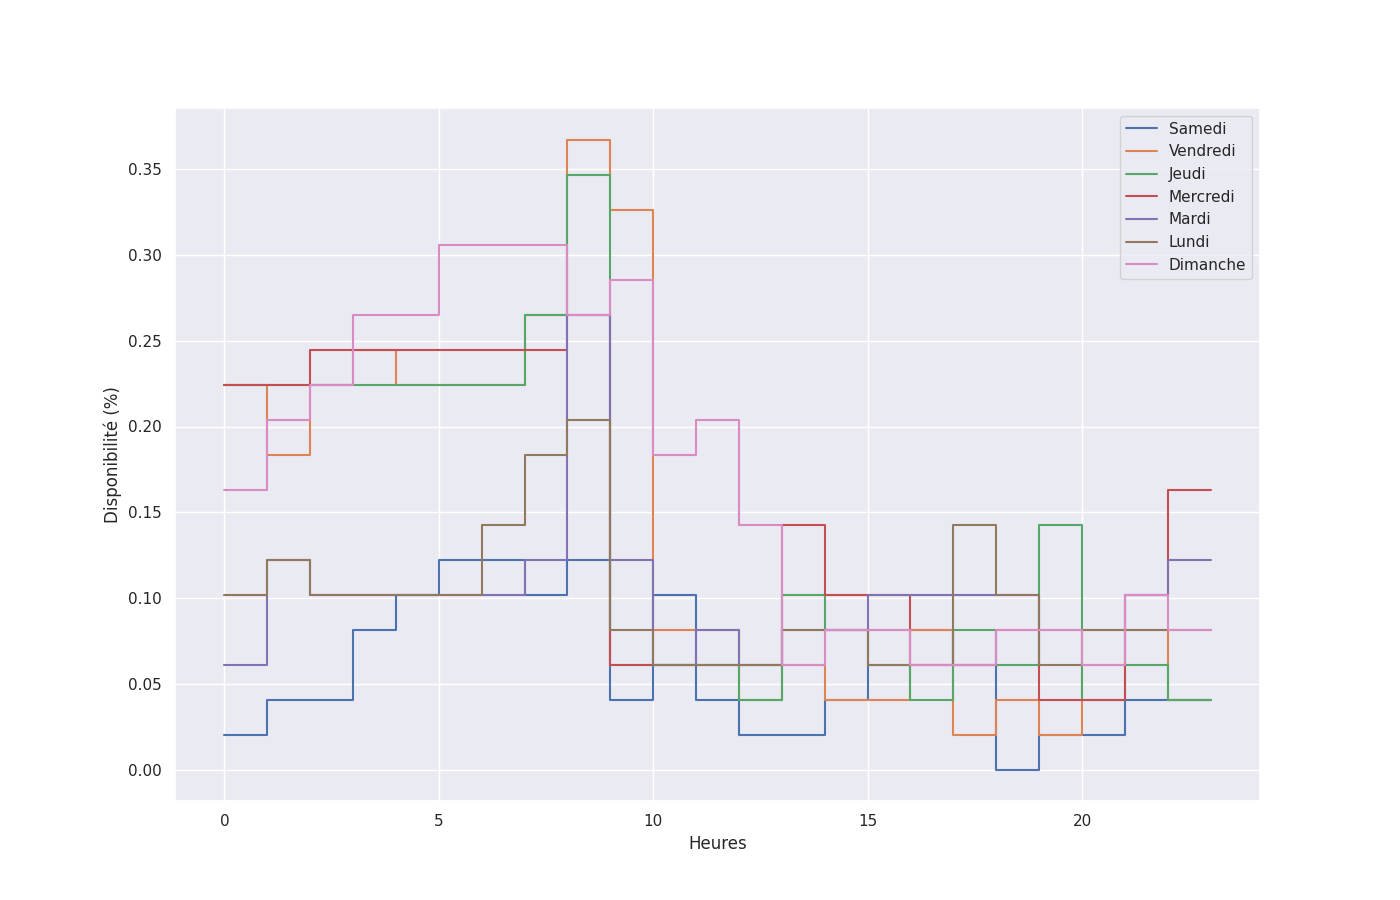 Samedi
Vendredi
Jeudi
Mercredi
Mardi
Lundi
Dimanche
0.35
0.30
0.25
0.20
0.15
0.10
0.05
0.00
Disponibilité (%)
0 5 10 15 20
Heures